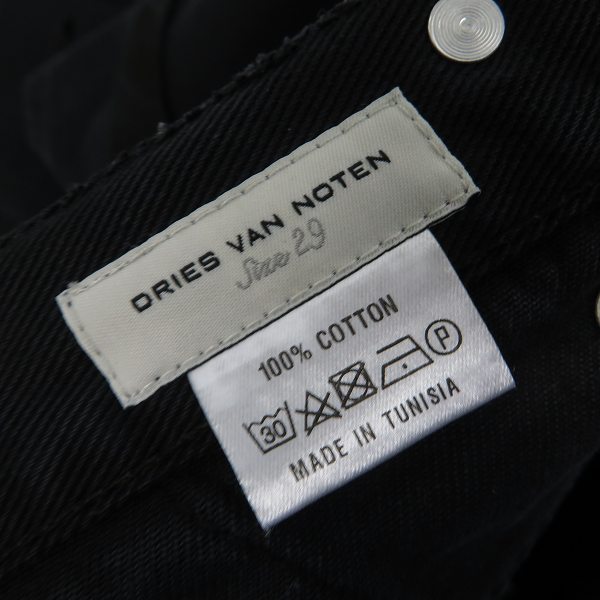 DRIES VAN NOTEN
Size 29
100% COTTON
30 P
MADE IN TUNISIA